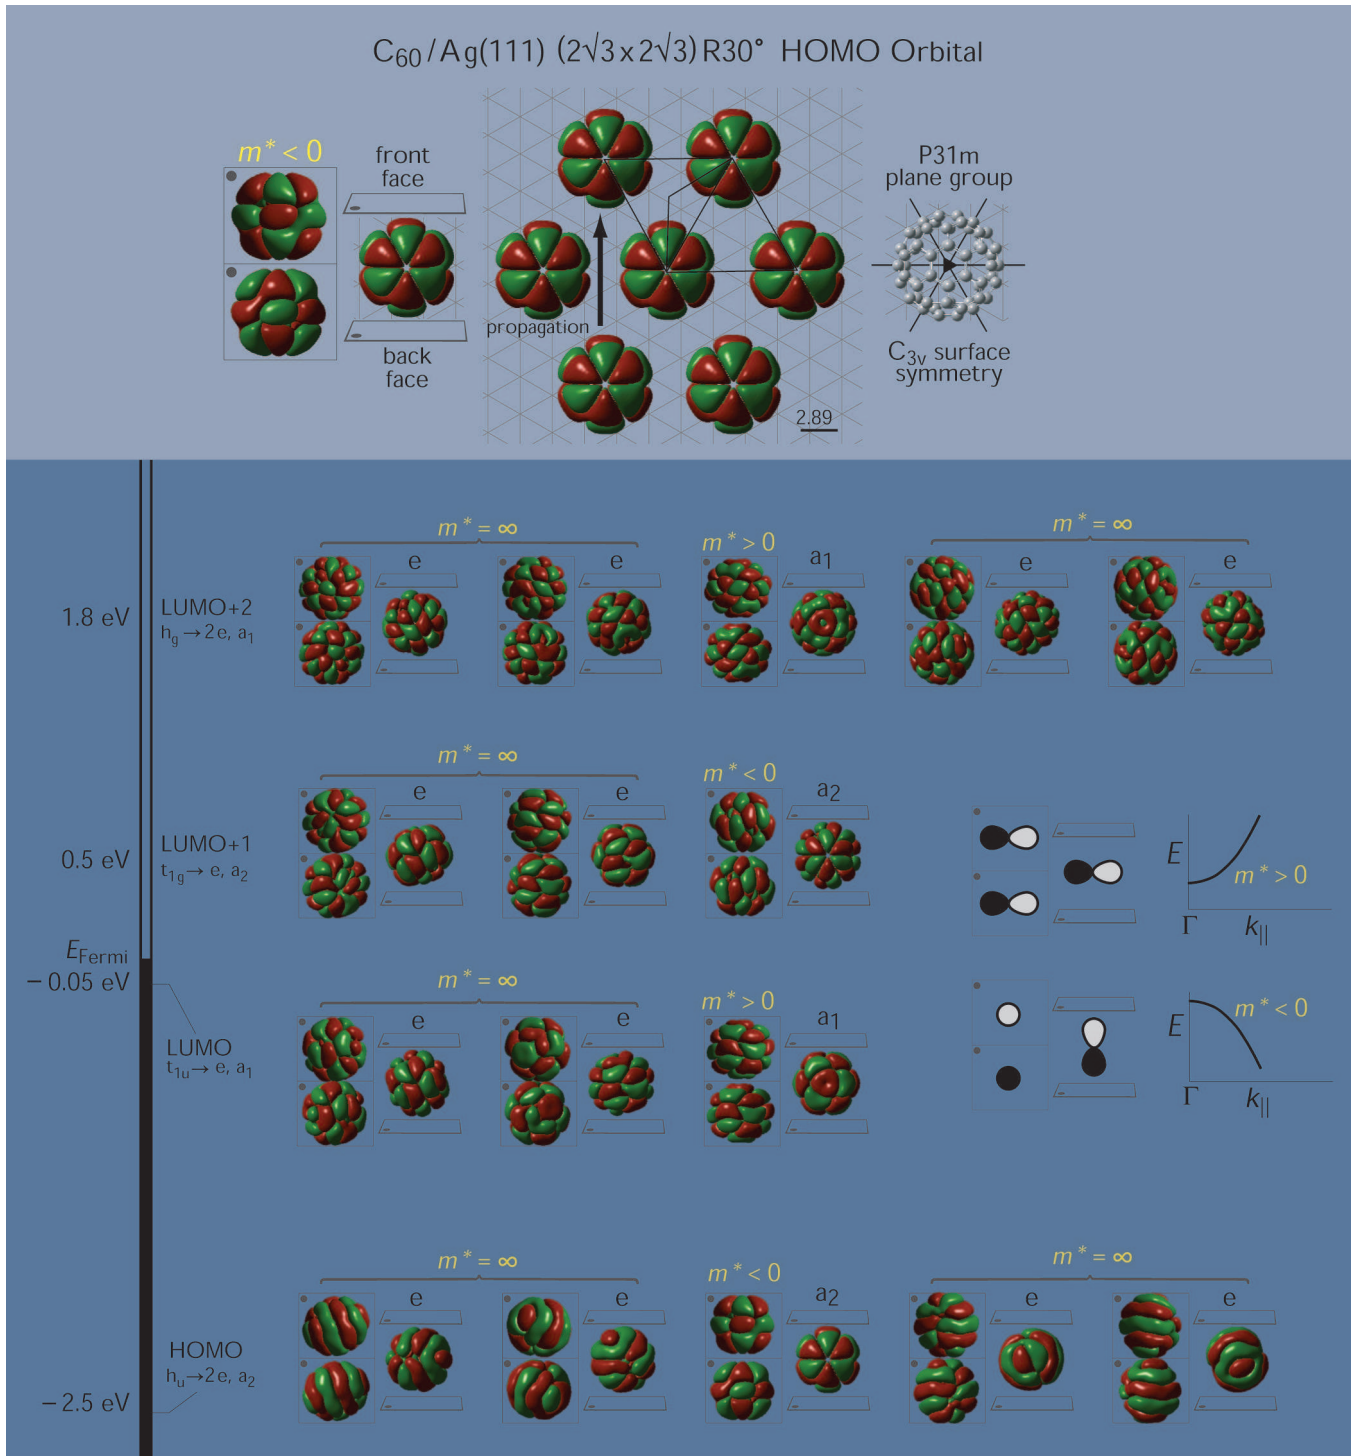 C₆₀/Ag(111) (2√3x2√3)R30° HOMO Orbital
m* < 0
front
face
back
face
propagation
2.89
P31m
plane group
C₃ᵥ surface
symmetry
m* = ∞
m* > 0
m* = ∞
e
e
a₁
e
e
1.8 eV
LUMO+2
h_g → 2e, a₁
m* = ∞
m* < 0
e
e
a₂
0.5 eV
LUMO+1
t₁g → e, a₂
E
m* > 0
Γ
k||
E_Fermi
− 0.05 eV
LUMO
t₁ᵤ → e, a₁
m* = ∞
m* > 0
e
e
a₁
E
m* < 0
Γ
k||
m* = ∞
m* < 0
m* = ∞
e
e
a₂
e
e
HOMO
hᵤ → 2e, a₂
− 2.5 eV